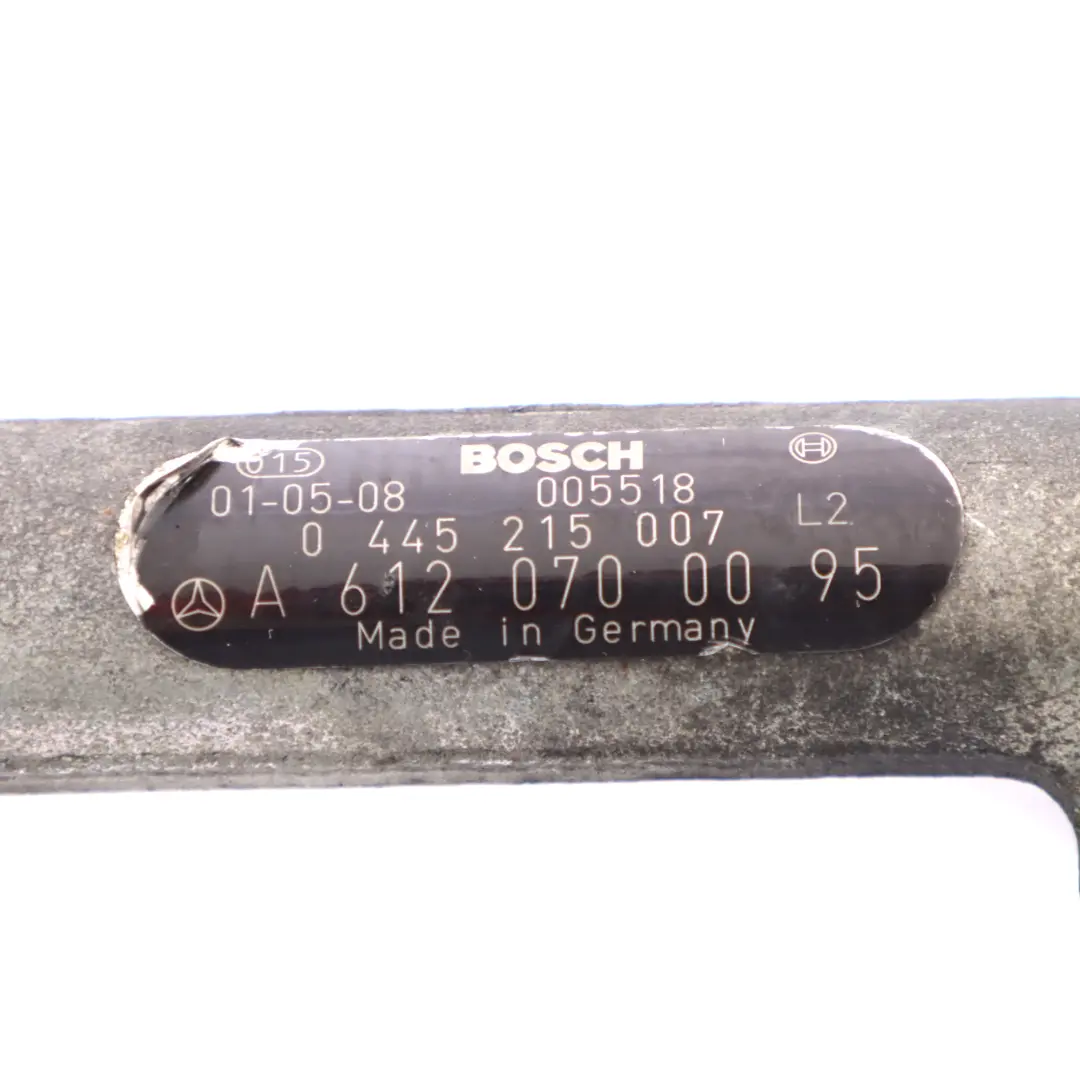 015 BOSCH
01-05-08 005518
0 445 215 007 L2
A 612 070 00 95
Made in Germany